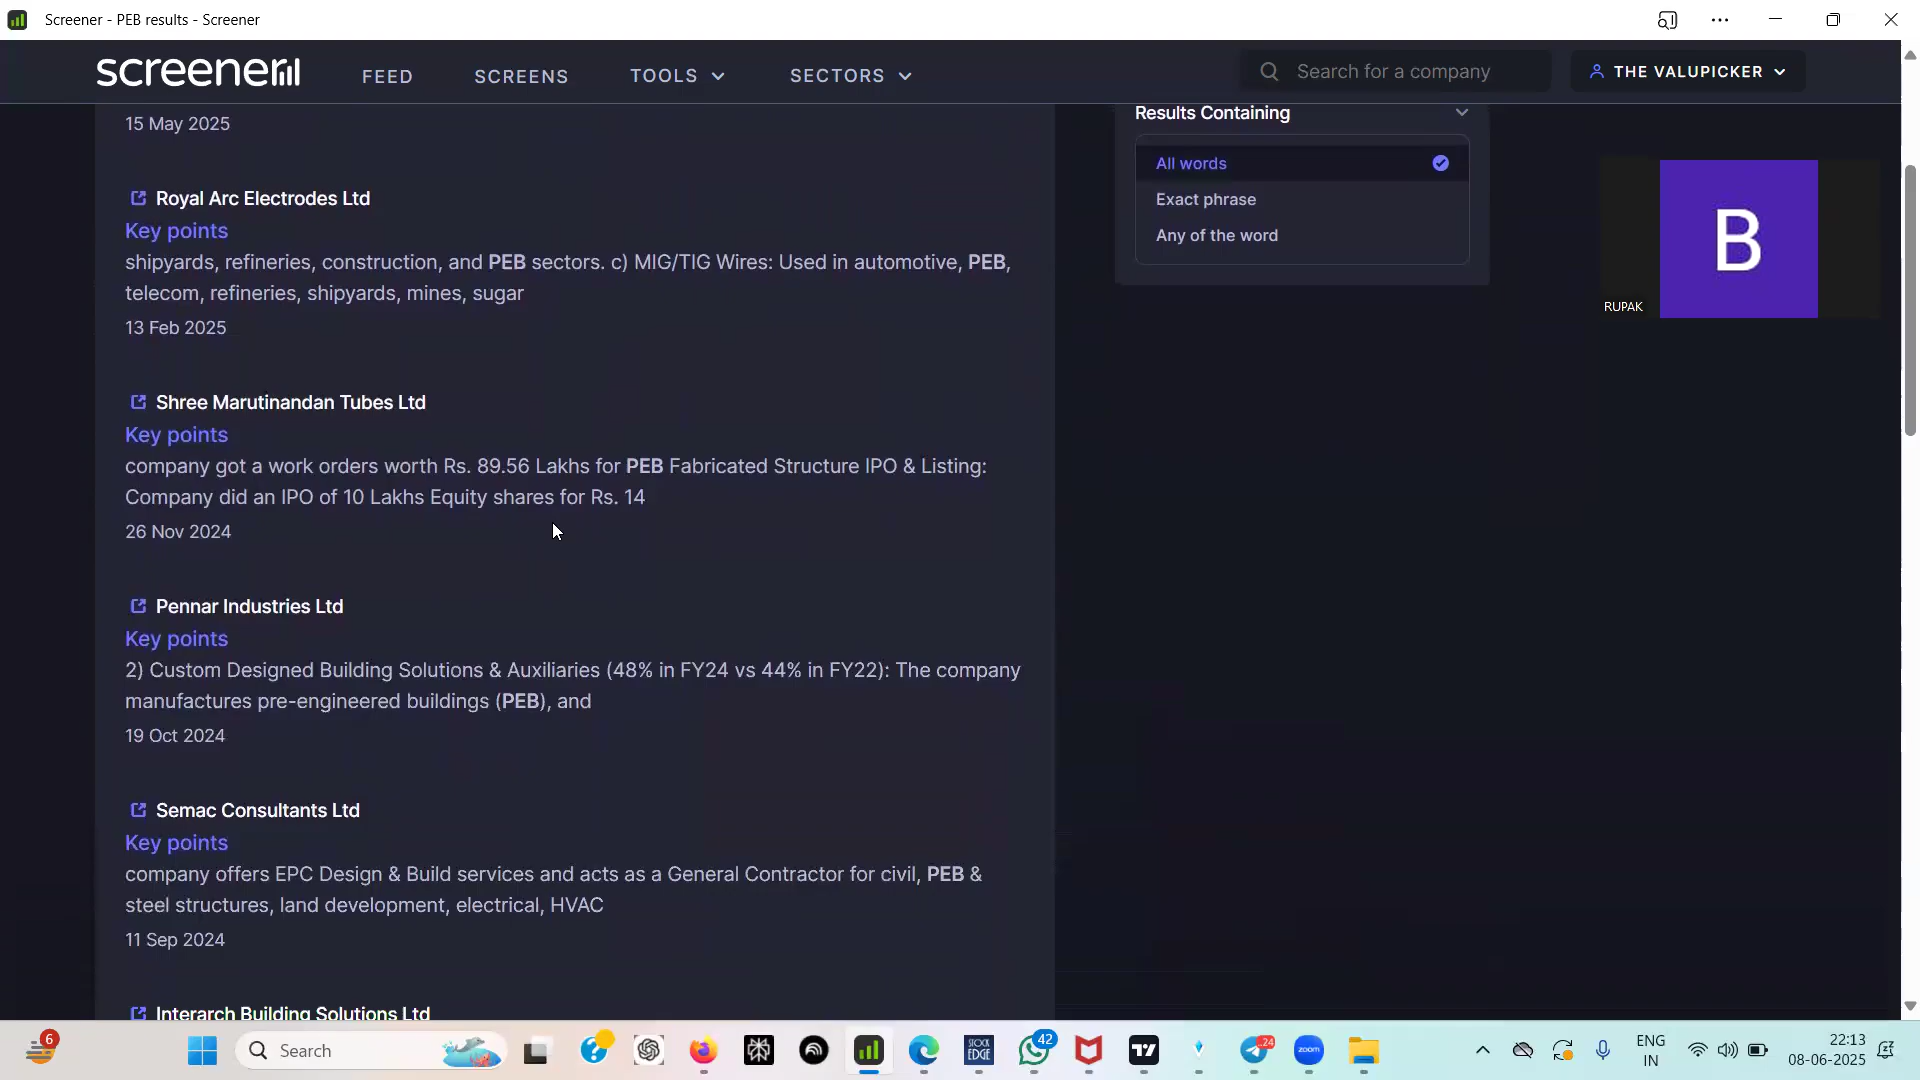 Screener - PEB results - Screener
screener
FEED
SCREENS
TOOLS
SECTORS
Search for a company
THE VALUPICKER
15 May 2025
Royal Arc Electrodes Ltd
Key points
shipyards, refineries, construction, and PEB sectors. c) MIG/TIG Wires: Used in automotive, PEB,
telecom, refineries, shipyards, mines, sugar
13 Feb 2025
Shree Marutinandan Tubes Ltd
Key points
company got a work orders worth Rs. 89.56 Lakhs for PEB Fabricated Structure IPO & Listing:
Company did an IPO of 10 Lakhs Equity shares for Rs. 14
26 Nov 2024
Pennar Industries Ltd
Key points
2) Custom Designed Building Solutions & Auxiliaries (48% in FY24 vs 44% in FY22): The company
manufactures pre-engineered buildings (PEB), and
19 Oct 2024
Semac Consultants Ltd
Key points
company offers EPC Design & Build services and acts as a General Contractor for civil, PEB &
steel structures, land development, electrical, HVAC
11 Sep 2024
Interarch Building Solutions Ltd
Results Containing
All words
Exact phrase
Any of the word
B
RUPAK
6
Search
STOCK
EDGE
42
24
zoom
ENG
IN
22:13
08-06-2025